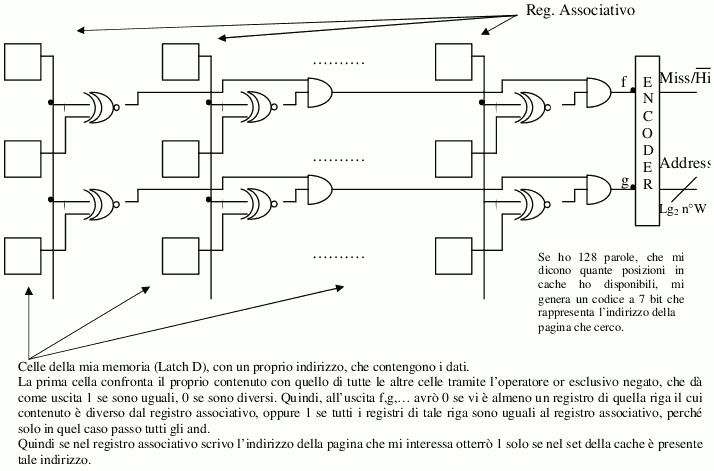 Reg. Associativo
..........
f
Miss/Hi
ENCODER
..........
Address
g
Lg₂ n°W
..........
Se ho 128 parole, che mi
dicono quante posizioni in
cache ho disponibili, mi
genera un codice a 7 bit che
rappresenta l'indirizzo della
pagina che cerco.
Celle della mia memoria (Latch D), con un proprio indirizzo, che contengono i dati.
La prima cella confronta il proprio contenuto con quello di tutte le altre celle tramite l'operatore or esclusivo negato, che dà
come uscita 1 se sono uguali, 0 se sono diversi. Quindi, all'uscita f,g,… avrò 0 se vi è almeno un registro di quella riga il cui
contenuto è diverso dal registro associativo, oppure 1 se tutti i registri di tale riga sono uguali al registro associativo, perché
solo in quel caso passo tutti gli and.
Quindi se nel registro associativo scrivo l'indirizzo della pagina che mi interessa otterrò 1 solo se nel set della cache è presente
tale indirizzo.